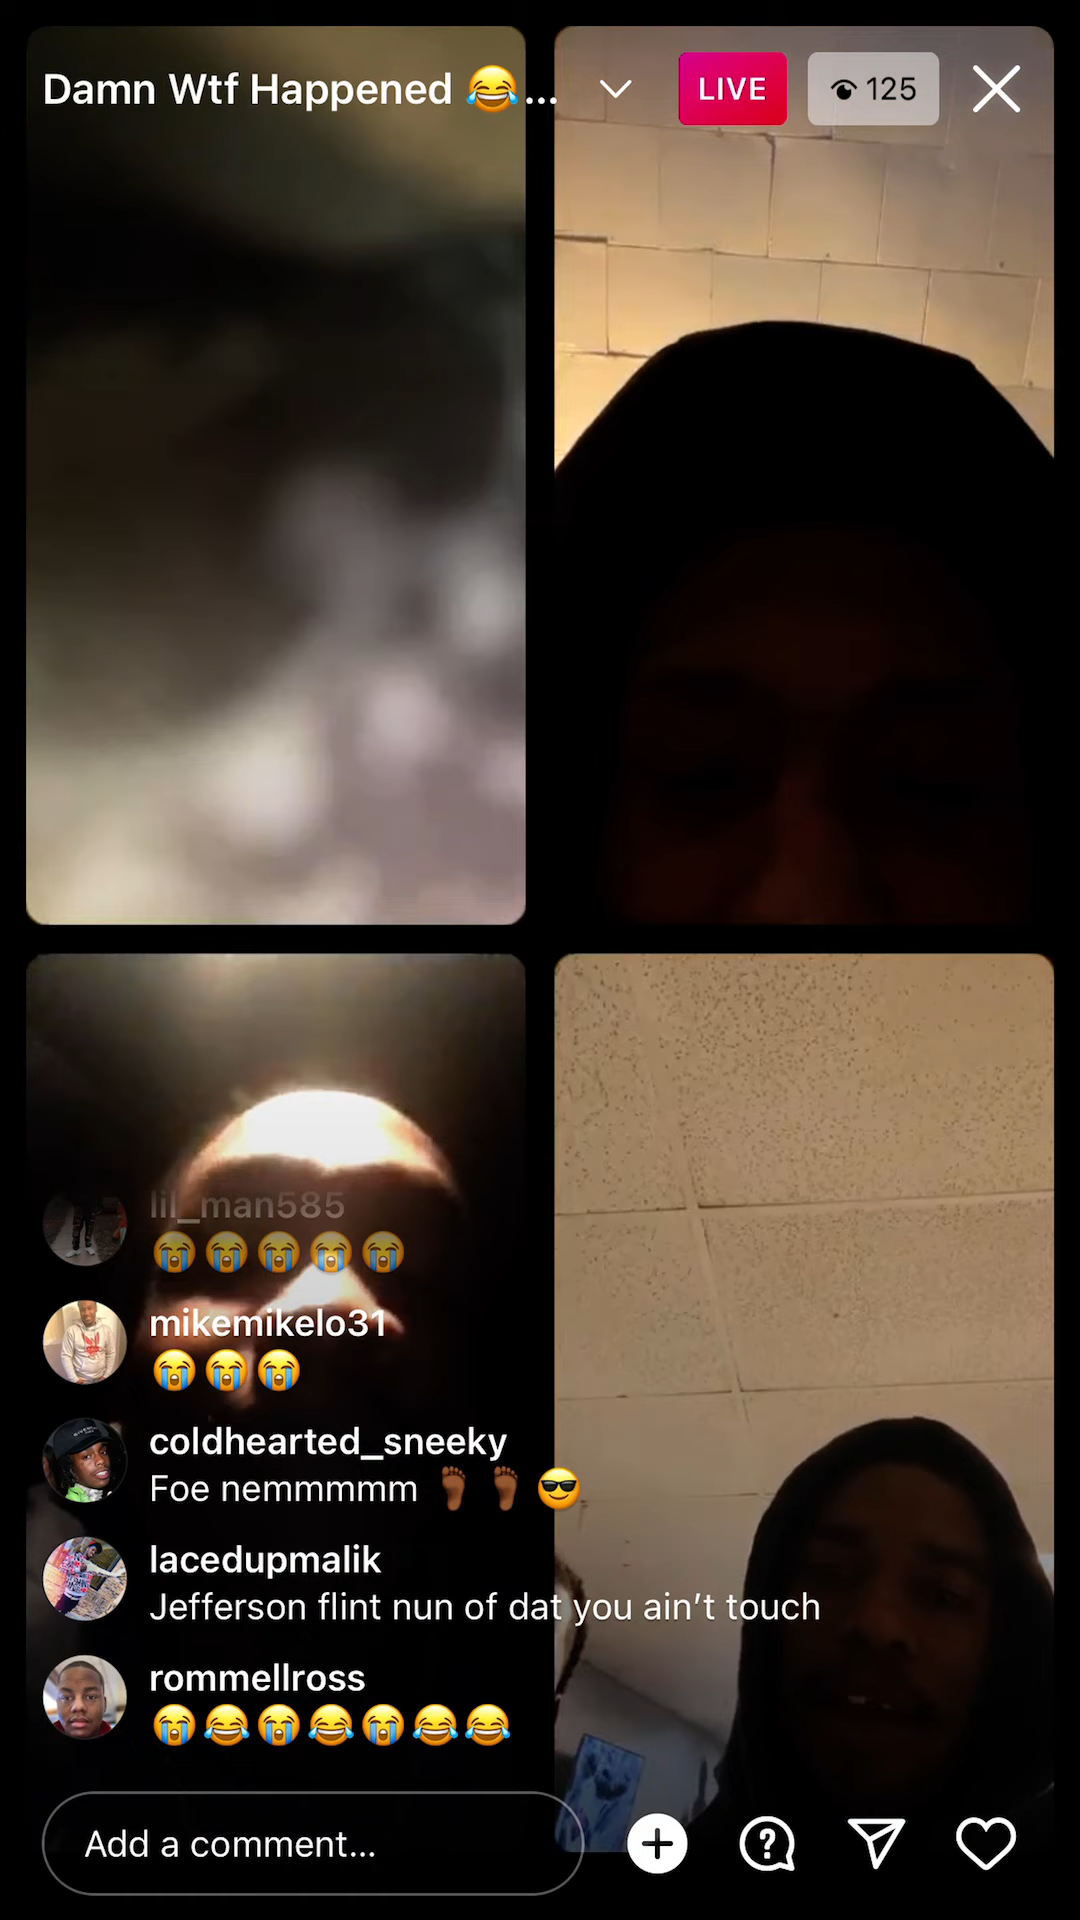 Damn Wtf Happened 😂...
LIVE
125
lil_man585
😭😭😭😭😭
mikemikelo31
😭😭😭
coldhearted_sneeky
Foe nemmmmm 👣🏾 👣🏾 😎
lacedupmalik
Jefferson flint nun of dat you ain’t touch
rommellross
😭😂😭😂😭😂😂
Add a comment...